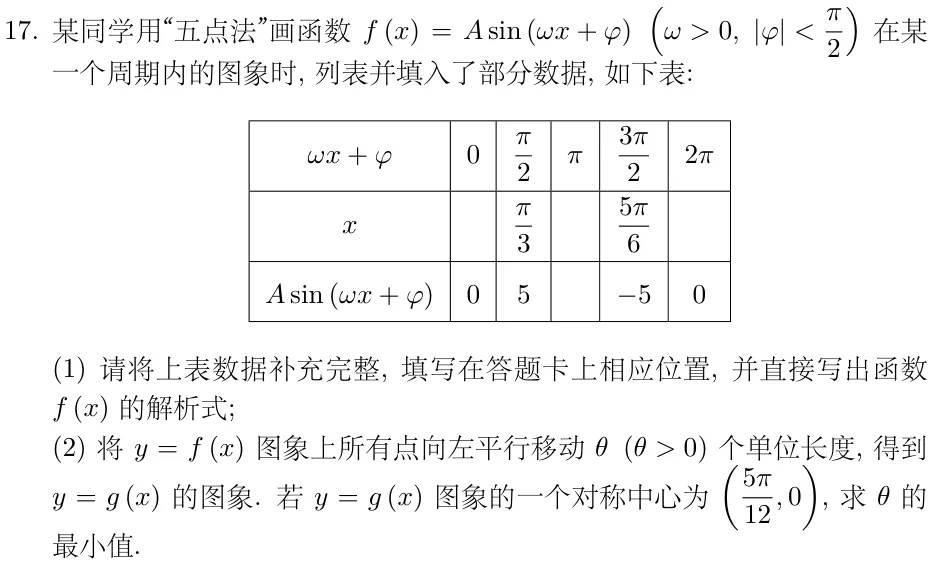 17. 某同学用“五点法”画函数 f (x) = A sin (ωx + φ) (ω > 0, |φ| < π/2) 在某
一个周期内的图象时, 列表并填入了部分数据, 如下表:
ωx + φ 0 π/2 π 3π/2 2π
x π/3 5π/6
A sin (ωx + φ) 0 5 −5 0
(1) 请将上表数据补充完整, 填写在答题卡上相应位置, 并直接写出函数
f (x) 的解析式;
(2) 将 y = f (x) 图象上所有点向左平行移动 θ (θ > 0) 个单位长度, 得到
y = g (x) 的图象. 若 y = g (x) 图象的一个对称中心为 (5π/12, 0), 求 θ 的
最小值.